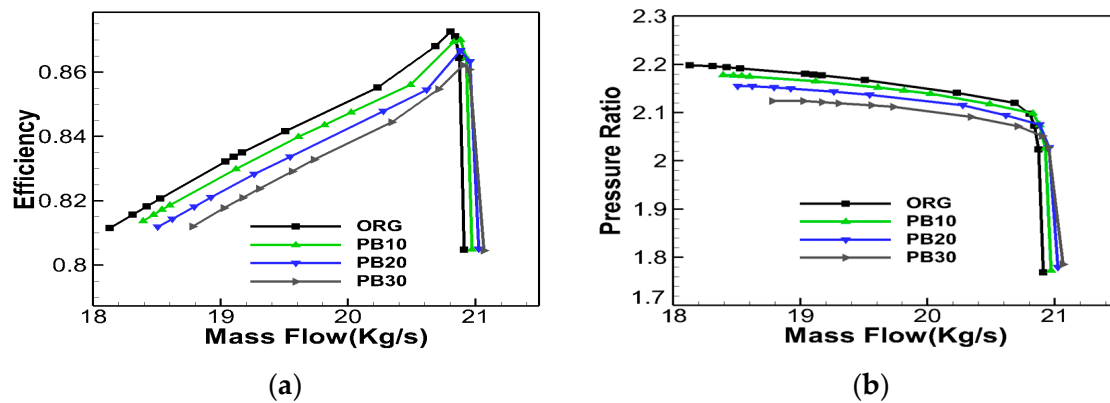 Efficiency
0.86
0.84
0.82
0.8
18
19
20
21
Mass Flow(Kg/s)
ORG
PB10
PB20
PB30
(a)
Pressure Ratio
2.3
2.2
2.1
2
1.9
1.8
1.7
18
19
20
21
Mass Flow(Kg/s)
ORG
PB10
PB20
PB30
(b)